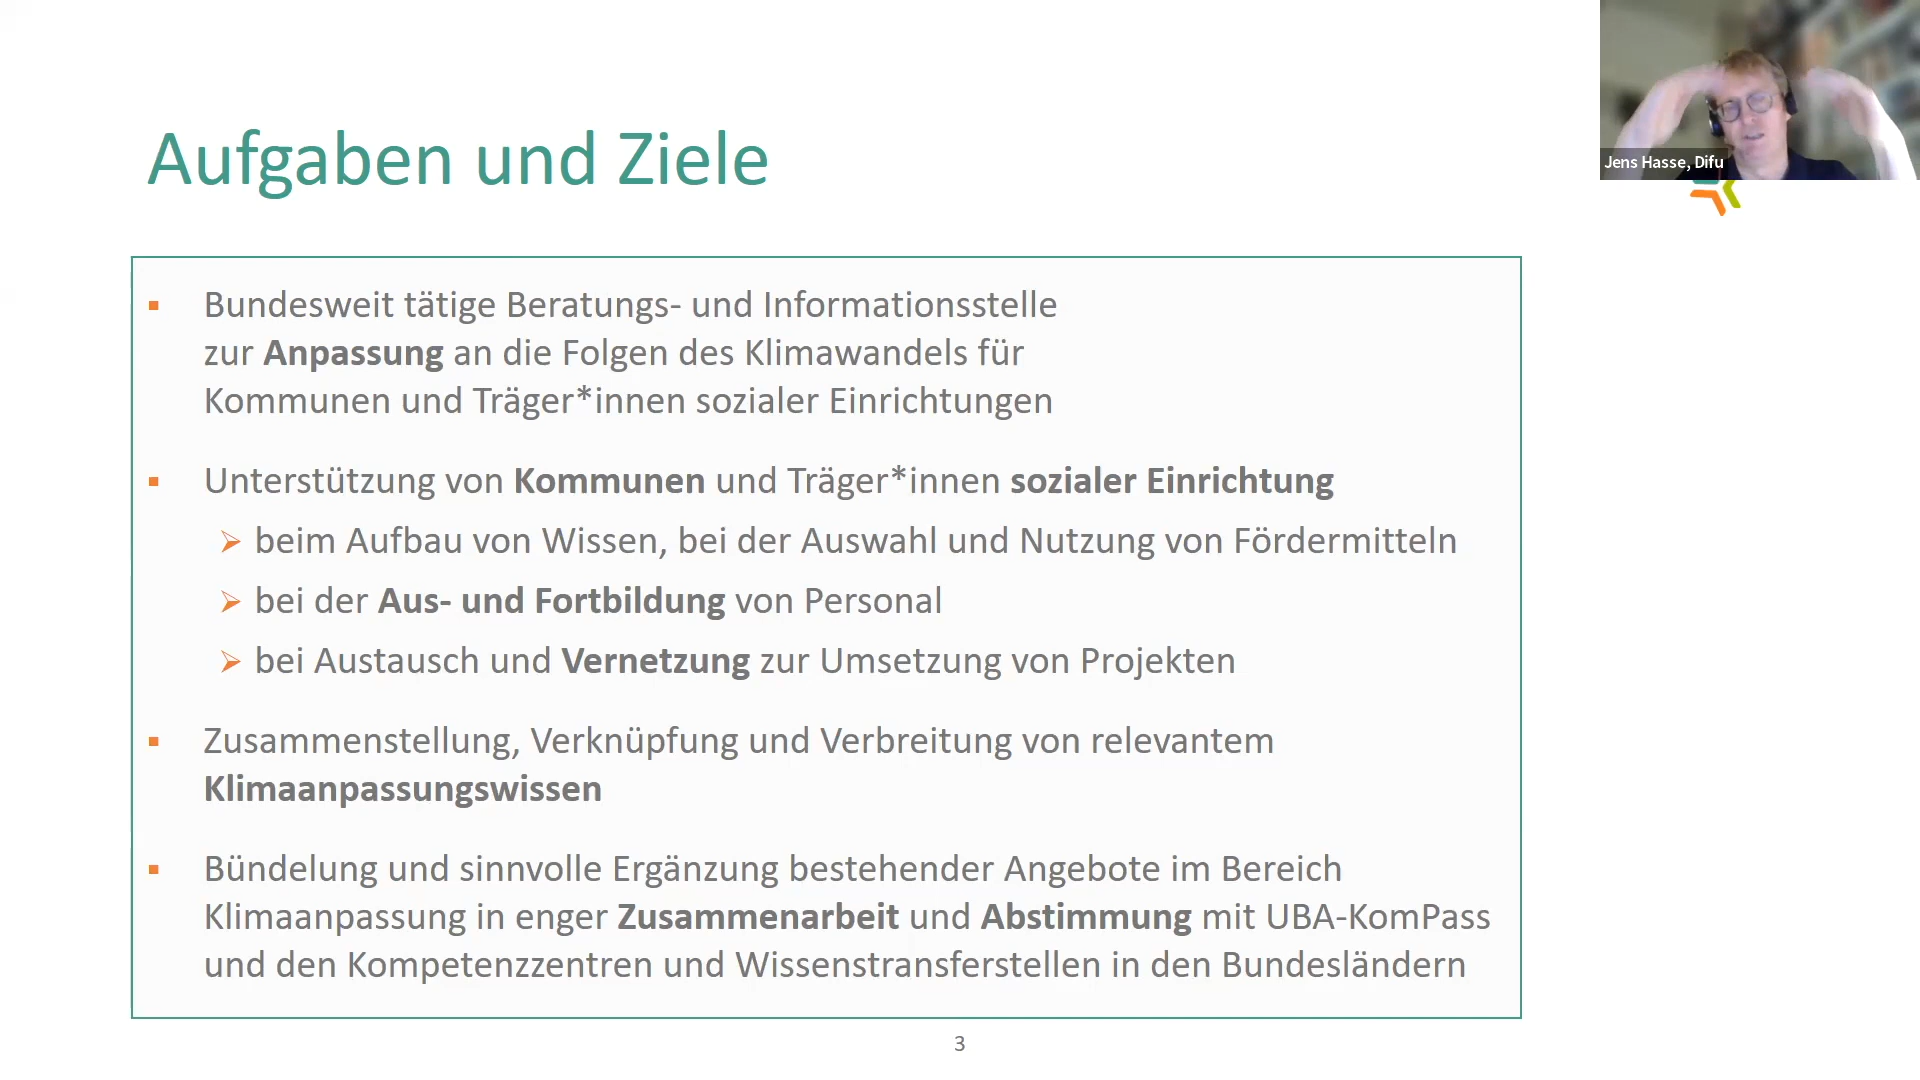 Aufgaben und Ziele
Jens Hasse, Difu
Bundesweit tätige Beratungs- und Informationsstelle
zur Anpassung an die Folgen des Klimawandels für
Kommunen und Träger*innen sozialer Einrichtungen
Unterstützung von Kommunen und Träger*innen sozialer Einrichtung
beim Aufbau von Wissen, bei der Auswahl und Nutzung von Fördermitteln
bei der Aus- und Fortbildung von Personal
bei Austausch und Vernetzung zur Umsetzung von Projekten
Zusammenstellung, Verknüpfung und Verbreitung von relevantem
Klimaanpassungswissen
Bündelung und sinnvolle Ergänzung bestehender Angebote im Bereich
Klimaanpassung in enger Zusammenarbeit und Abstimmung mit UBA-KomPass
und den Kompetenzzentren und Wissenstransferstellen in den Bundesländern
3